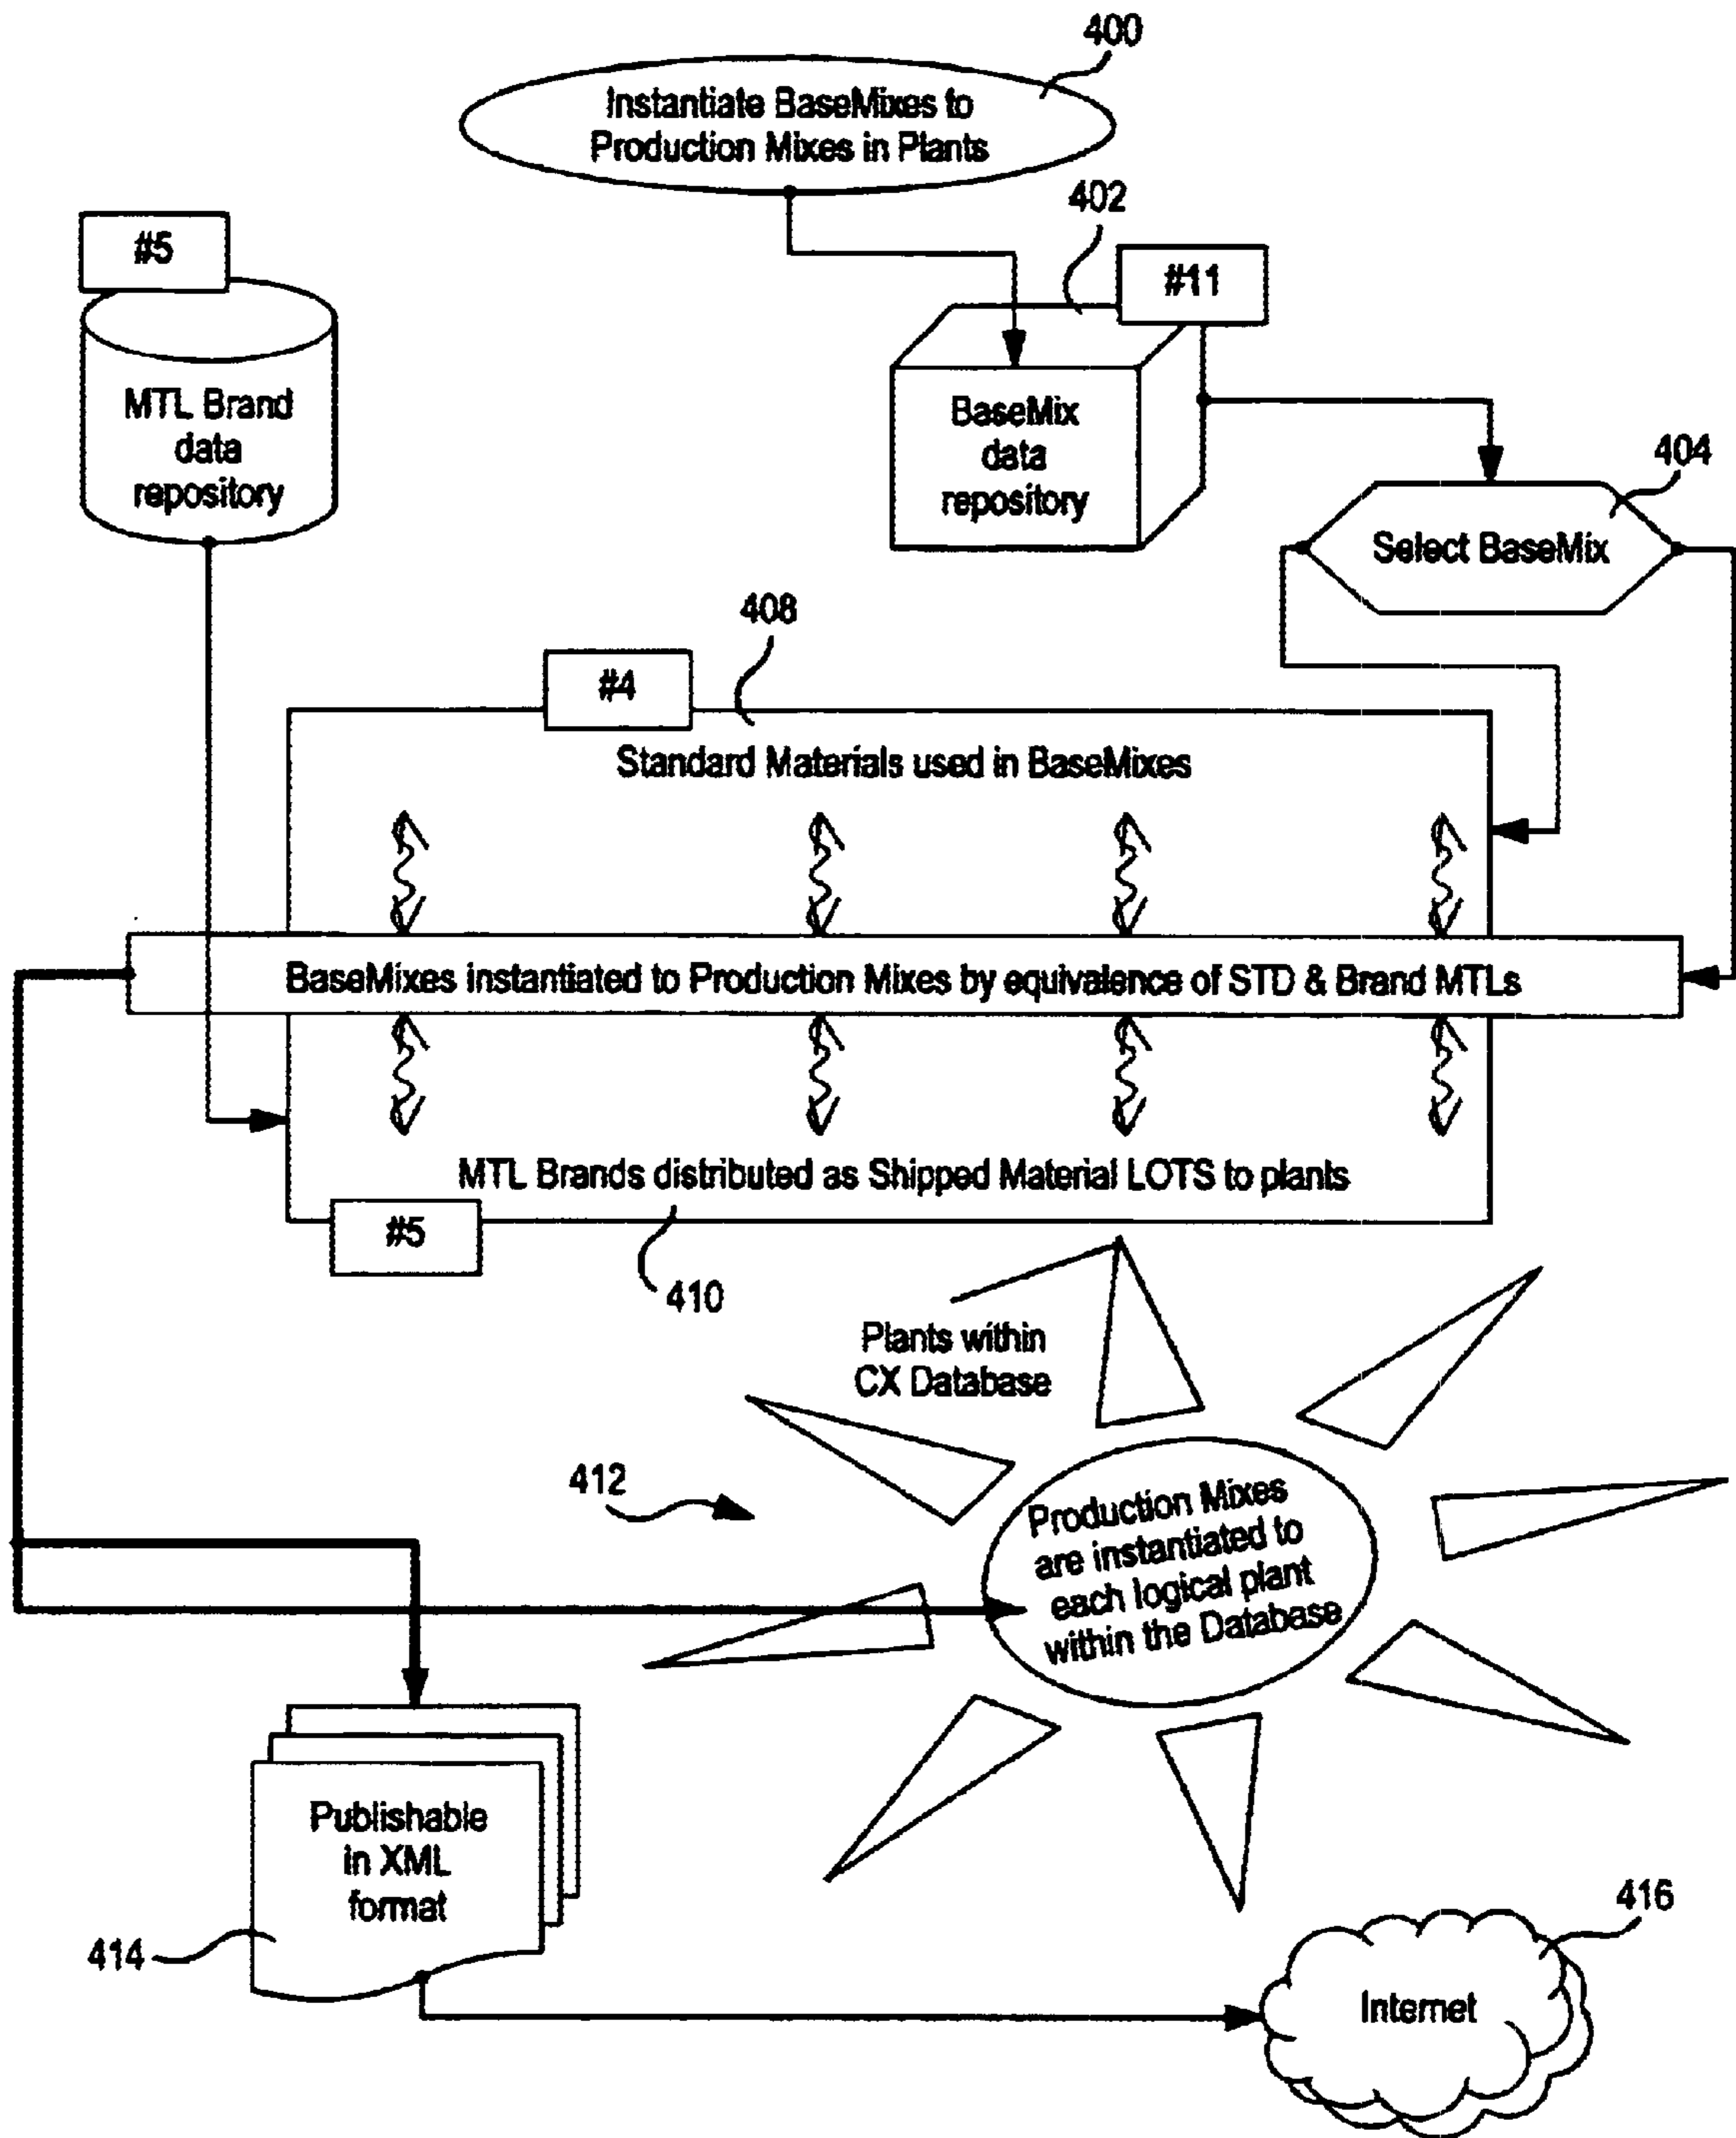 400
Instantiate BaseMixes to
Production Mixes in Plants
402
#5
#11
MTL Brand
data
repository
BaseMix
data
repository
404
Select BaseMix
408
#4
Standard Materials used in BaseMixes
BaseMixes instantiated to Production Mixes by equivalence of STD & Brand MTLs
MTL Brands distributed as Shipped Material LOTS to plants
#5
410
Plants within
CX Database
412
Production Mixes
are instantiated to
each logical plant
within the Database
Publishable
in XML
format
414
416
Internet